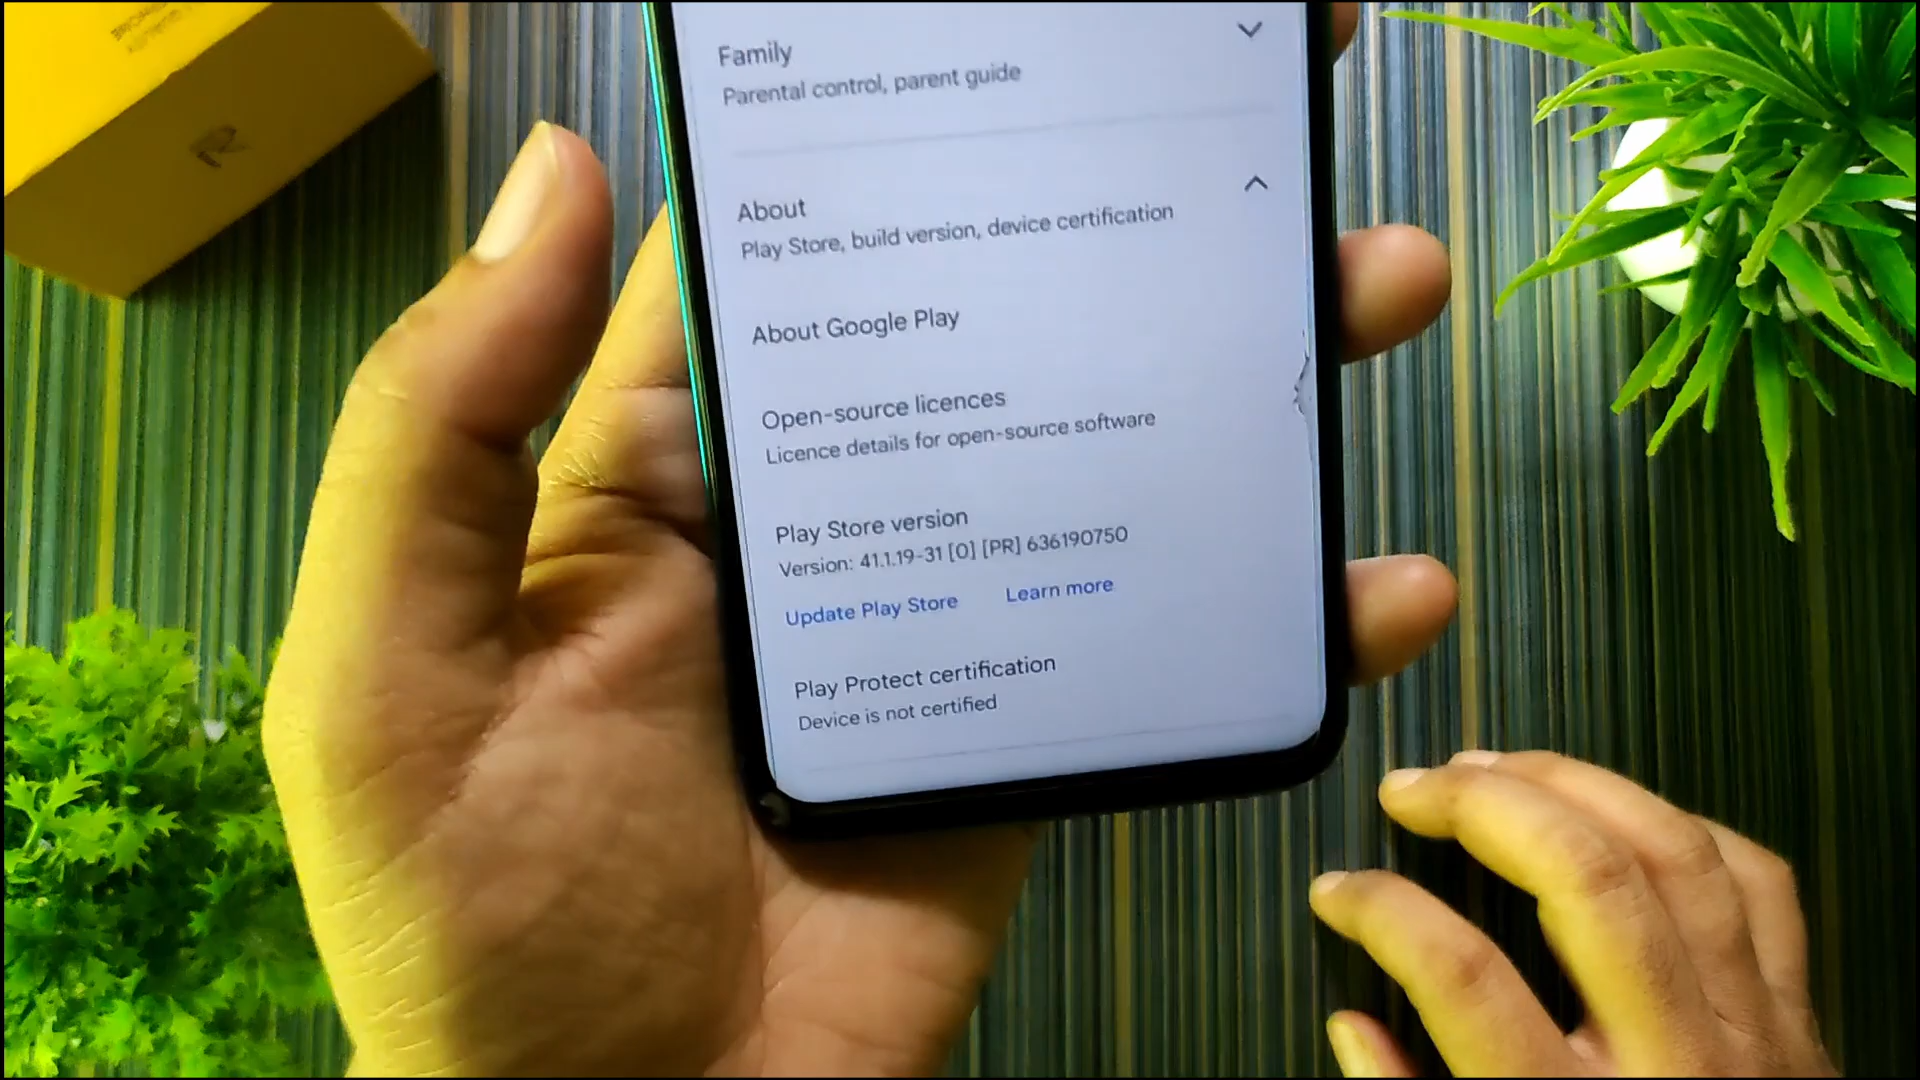 Family
Parental control, parent guide
About
Play Store, build version, device certification
About Google Play
Open-source licences
Licence details for open-source software
Play Store version
Version: 41.1.19-31 [0] [PR] 636190750
Update Play Store Learn more
Play Protect certification
Device is not certified